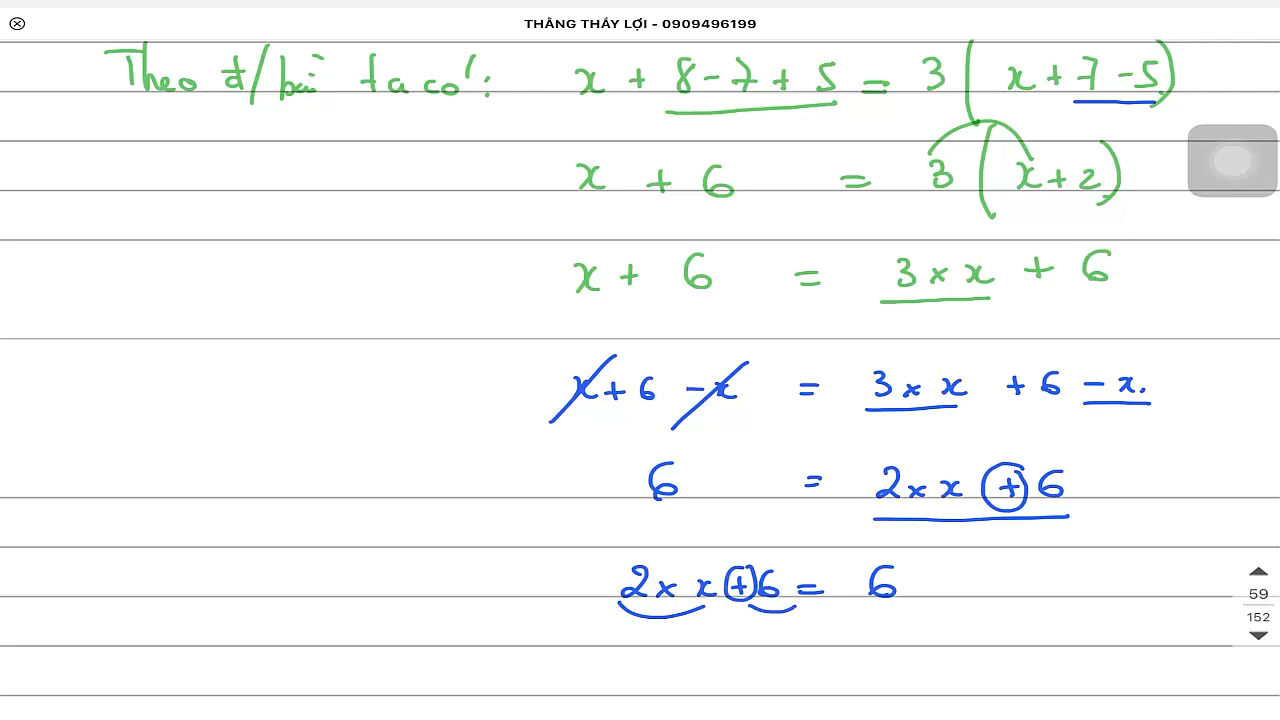 THẦNG THẦY LỢI - 0909496199
Theo đ/bài ta có: x + 8 - 7 + 5 = 3 ( x + 7 - 5 )
x + 6 = 3 ( x + 2 )
x + 6 = 3 × x + 6
x + 6 - x = 3 × x + 6 - x.
6 = 2 × x + 6
2 × x + 6 = 6
59
152